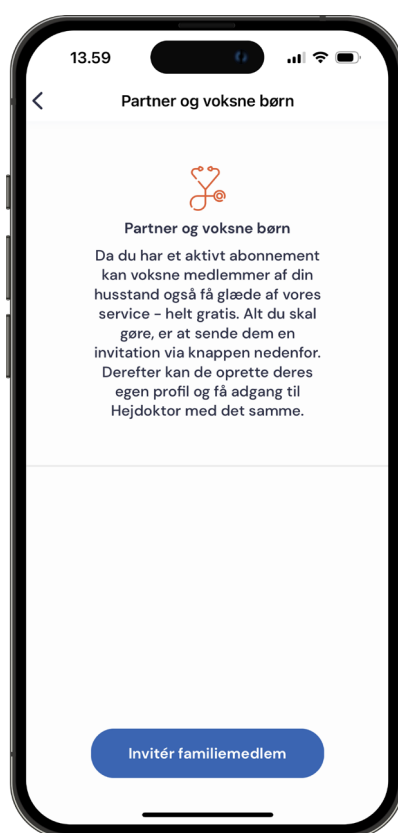 13.59
Partner og voksne børn
Partner og voksne børn
Da du har et aktivt abonnement
kan voksne medlemmer af din
husstand også få glæde af vores
service – helt gratis. Alt du skal
gøre, er at sende dem en
invitation via knappen nedenfor.
Derefter kan de oprette deres
egen profil og få adgang til
Hejdoktor med det samme.
Invitér familiemedlem